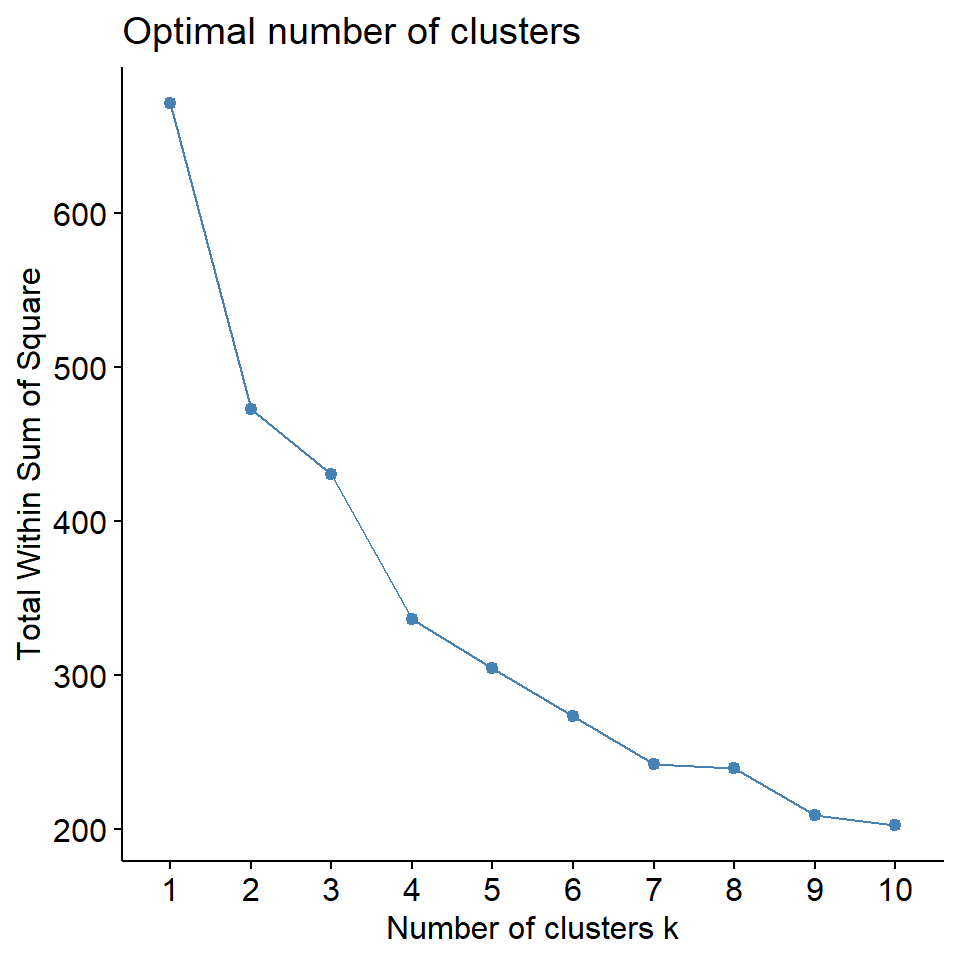 Optimal number of clusters
Total Within Sum of Square
600
500
400
300
200
1 2 3 4 5 6 7 8 9 10
Number of clusters k